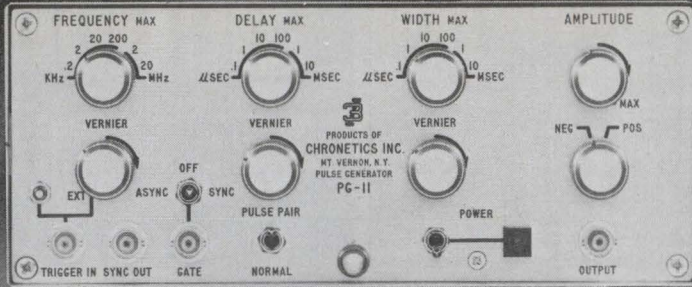 FREQUENCY MAX
DELAY MAX
WIDTH MAX
AMPLITUDE
.2 2 20 200 2 20
KHz MHz
.1 1 10 100 1 10
μSEC MSEC
.1 1 10 100 1 10
μSEC MSEC
MAX
VERNIER
VERNIER
VERNIER
NEG POS
PRODUCTS OF
CHRONETICS INC.
MT. VERNON, N.Y.
PULSE GENERATOR
PG-11
EXT
OFF
ASYNC SYNC
PULSE PAIR
POWER
TRIGGER IN SYNC OUT GATE
NORMAL
OUTPUT